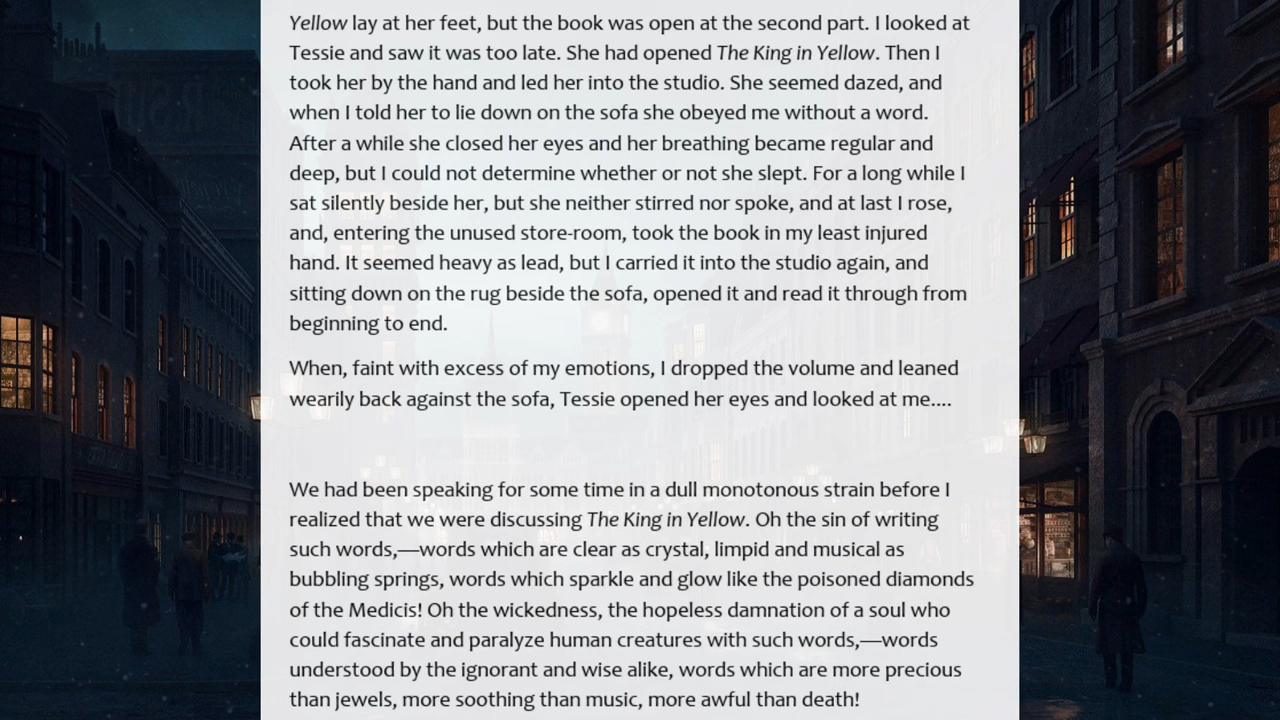 Yellow lay at her feet, but the book was open at the second part. I looked at
Tessie and saw it was too late. She had opened The King in Yellow. Then I
took her by the hand and led her into the studio. She seemed dazed, and
when I told her to lie down on the sofa she obeyed me without a word.
After a while she closed her eyes and her breathing became regular and
deep, but I could not determine whether or not she slept. For a long while I
sat silently beside her, but she neither stirred nor spoke, and at last I rose,
and, entering the unused store-room, took the book in my least injured
hand. It seemed heavy as lead, but I carried it into the studio again, and
sitting down on the rug beside the sofa, opened it and read it through from
beginning to end.
When, faint with excess of my emotions, I dropped the volume and leaned
wearily back against the sofa, Tessie opened her eyes and looked at me....
We had been speaking for some time in a dull monotonous strain before I
realized that we were discussing The King in Yellow. Oh the sin of writing
such words,—words which are clear as crystal, limpid and musical as
bubbling springs, words which sparkle and glow like the poisoned diamonds
of the Medicis! Oh the wickedness, the hopeless damnation of a soul who
could fascinate and paralyze human creatures with such words,—words
understood by the ignorant and wise alike, words which are more precious
than jewels, more soothing than music, more awful than death!